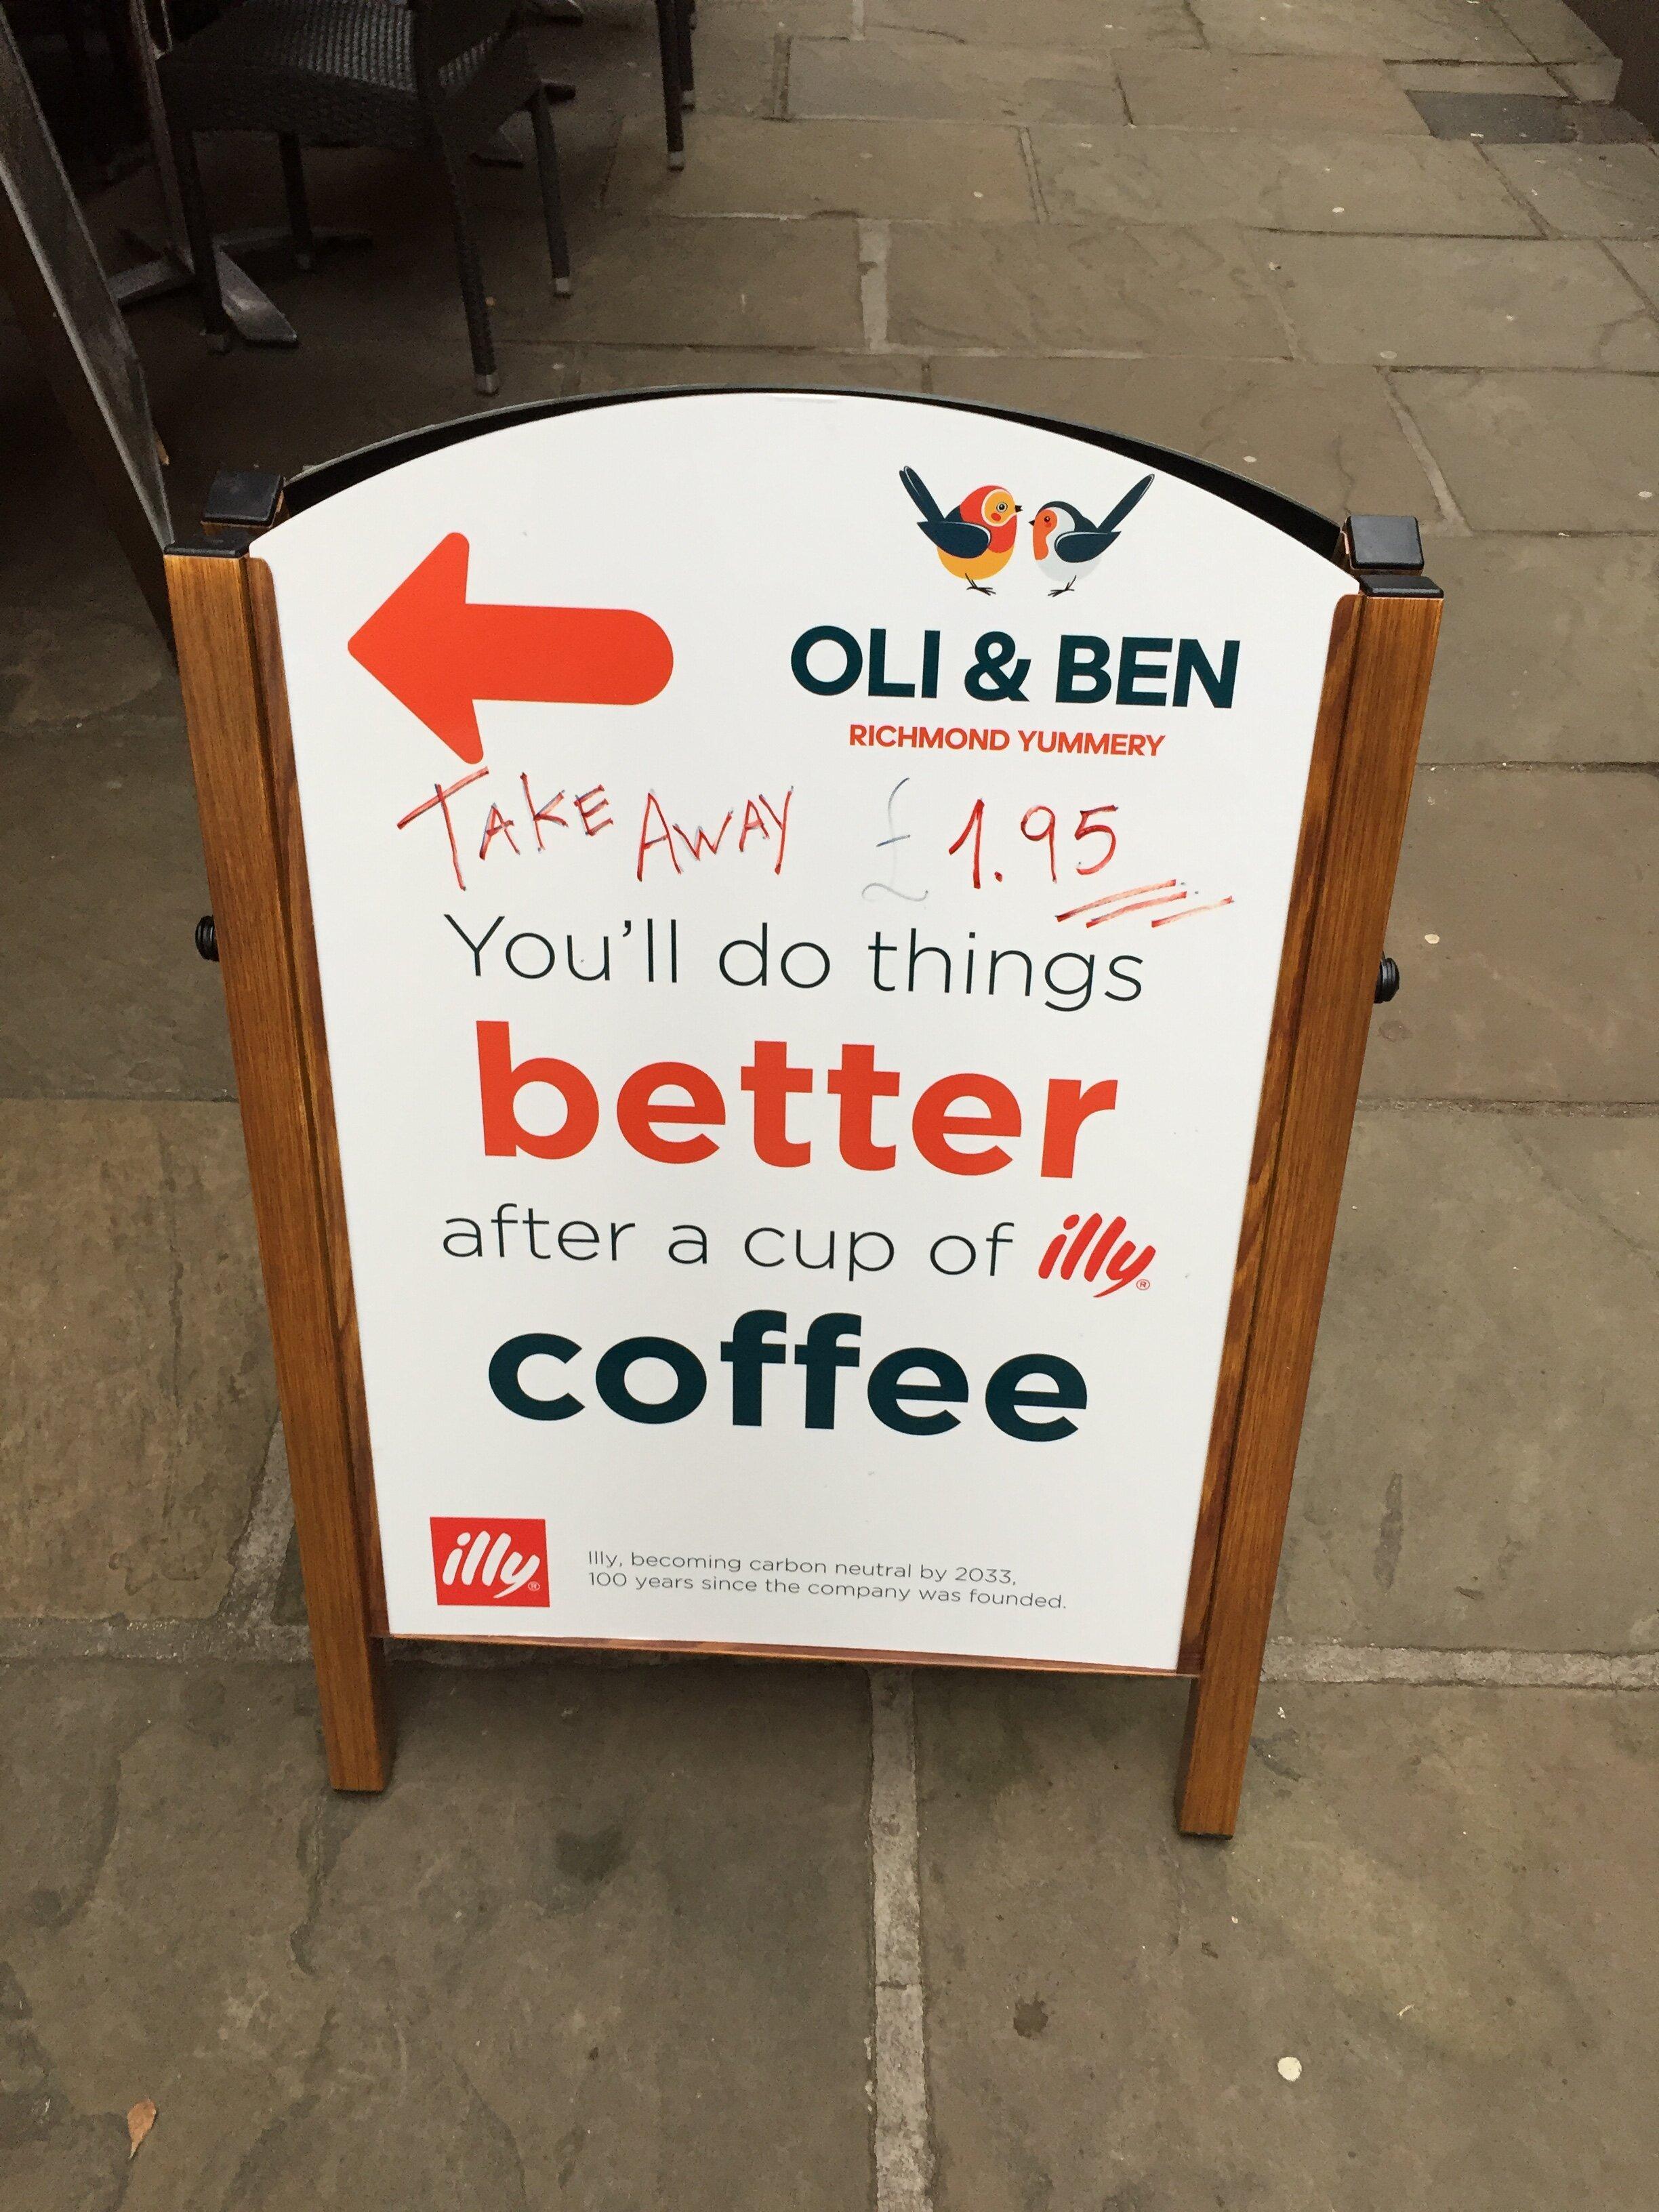 OLI & BEN
RICHMOND YUMMERY
TAKE AWAY £1.95
You'll do things
better
after a cup of illy®
coffee
illy®
Illy, becoming carbon neutral by 2033,
100 years since the company was founded.